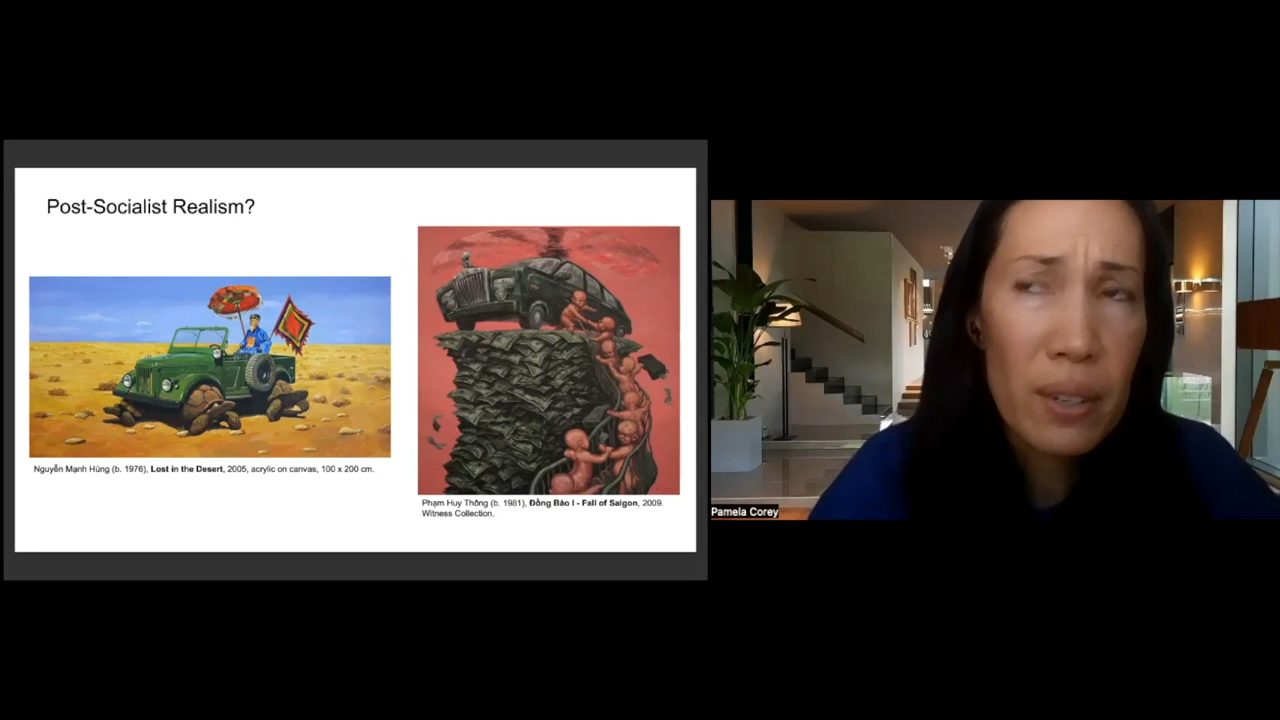 Post-Socialist Realism?
Nguyễn Mạnh Hùng (b. 1976), Lost in the Desert, 2005, acrylic on canvas, 100 x 200 cm.
Phạm Huy Thông (b. 1981), Đồng Bào I - Fall of Saigon, 2009.
Witness Collection.
Pamela Corey